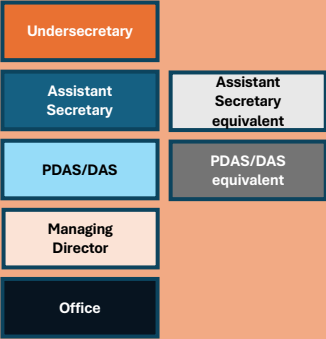 Undersecretary
Assistant
Secretary
Assistant
Secretary
equivalent
PDAS/DAS
PDAS/DAS
equivalent
Managing
Director
Office